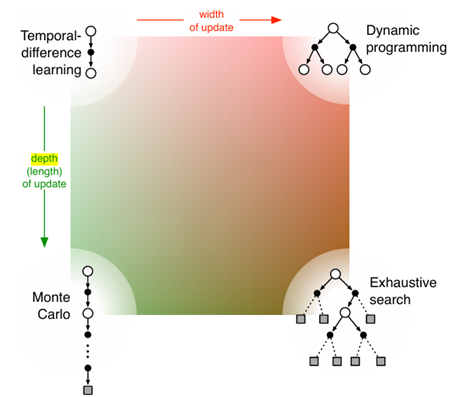 width
of update
Temporal-
difference
learning
Dynamic
programming
depth
(length)
of update
Monte
Carlo
Exhaustive
search